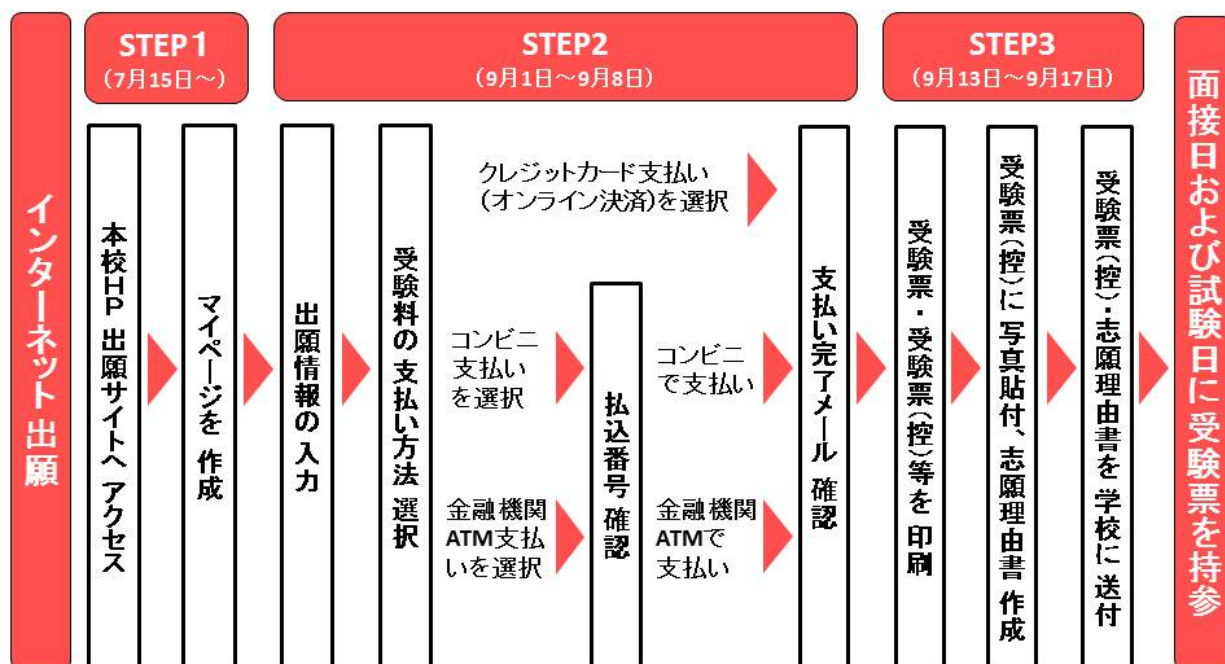 インターネット出願
STEP1
（7月15日～）
本校HP 出願サイトへ アクセス
マイページを 作成
STEP2
（9月1日～9月8日）
出願情報の 入力
受験料の 支払い方法 選択
クレジットカード支払い
（オンライン決済）を選択
コンビニ
支払い
を選択
金融機関
ATM支払
いを選択
払込番号 確認
コンビニ
で支払い
金融機関
ATMで
支払い
支払い完了メール 確認
STEP3
（9月13日～9月17日）
受験票・受験票（控）等を 印刷
受験票（控）に 写真貼付、志願理由書 作成
受験票（控）・志願理由書を 学校に 送付
面接日および試験日に 受験票を持参